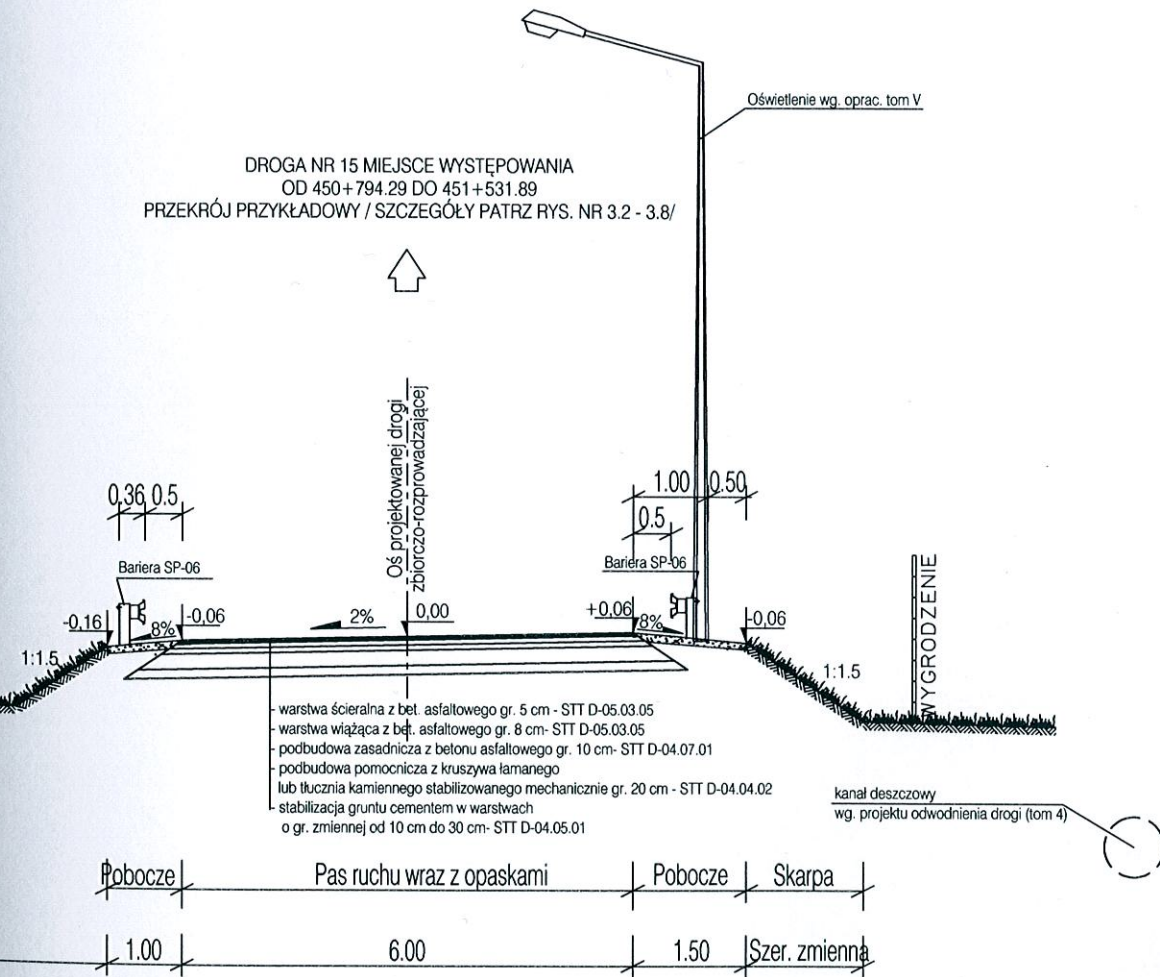 Oświetlenie wg. oprac. tom V
DROGA NR 15 MIEJSCE WYSTĘPOWANIA
OD 450+794.29 DO 451+531.89
PRZEKRÓJ PRZYKŁADOWY / SZCZEGÓŁY PATRZ RYS. NR 3.2 - 3.8/
Oś projektowanej drogi
zbiorczo-rozprowadzającej
0,36 0.5
1.00 0.50
0.5
Bariera SP-06
Bariera SP-06
-0,16
8%
-0,06
2%
0,00
+0,06
8%
-0,06
1:1.5
1:1.5
WYGRODZENIE
- warstwa ścieralna z bet. asfaltowego gr. 5 cm - STT D-05.03.05
- warstwa wiążąca z bęt. asfaltowego gr. 8 cm- STT D-05.03.05
- podbudowa zasadnicza z betonu asfaltowego gr. 10 cm- STT D-04.07.01
- podbudowa pomocnicza z kruszywa łamanego
lub tłucznia kamiennego stabilizowanego mechanicznie gr. 20 cm - STT D-04.04.02
- stabilizacja gruntu cementem w warstwach
o gr. zmiennej od 10 cm do 30 cm- STT D-04.05.01
kanał deszczowy
wg. projektu odwodnienia drogi (tom 4)
Pobocze Pas ruchu wraz z opaskami Pobocze Skarpa
1.00 6.00 1.50 Szer. zmienna